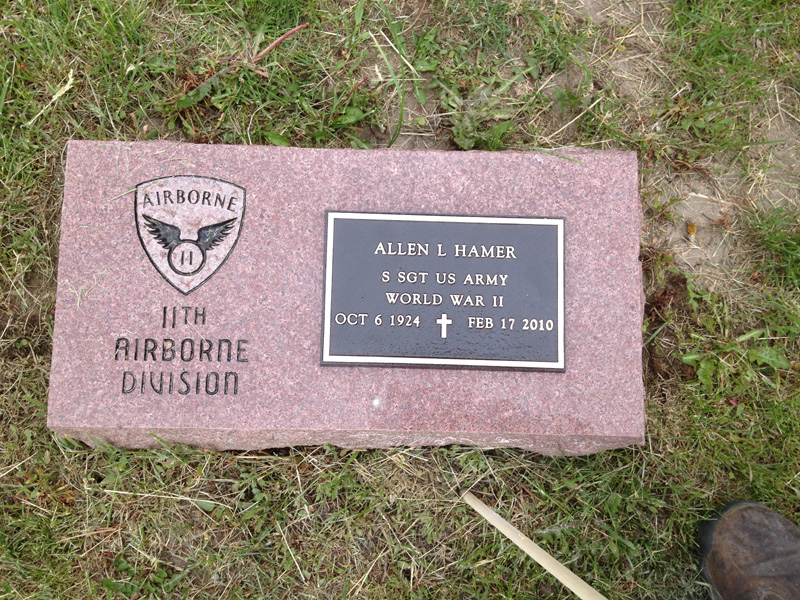 AIRBORNE
11
11TH
AIRBORNE
DIVISION
ALLEN L HAMER
S SGT US ARMY
WORLD WAR II
OCT 6 1924 FEB 17 2010